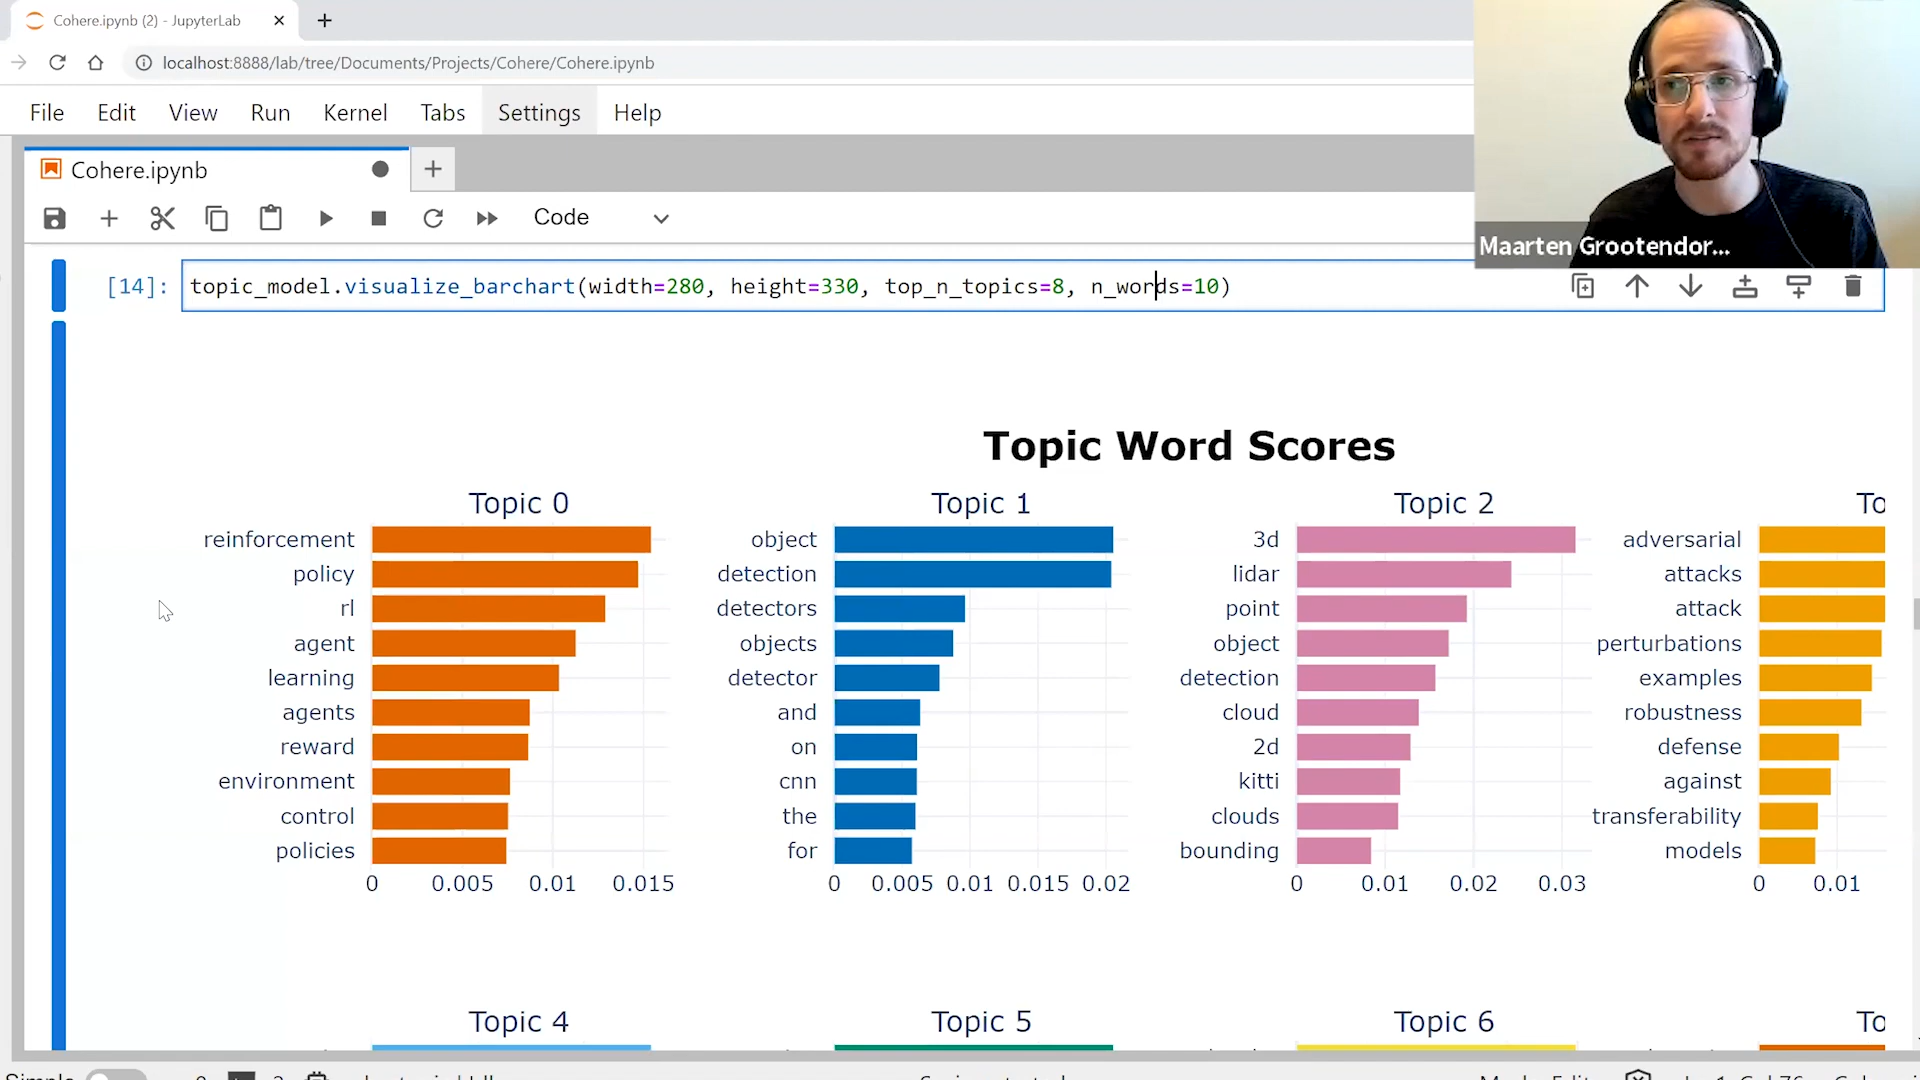 Cohere.ipynb (2) - JupyterLab
localhost:8888/lab/tree/Documents/Projects/Cohere/Cohere.ipynb
File Edit View Run Kernel Tabs Settings Help
Cohere.ipynb
Code
Maarten Grootendor...
[14]: topic_model.visualize_barchart(width=280, height=330, top_n_topics=8, n_words=10)
Topic Word Scores
Topic 0
reinforcement
policy
rl
agent
learning
agents
reward
environment
control
policies
0 0.005 0.01 0.015
Topic 1
object
detection
detectors
objects
detector
and
on
cnn
the
for
0 0.005 0.01 0.015 0.02
Topic 2
3d
lidar
point
object
detection
cloud
2d
kitti
clouds
bounding
0 0.01 0.02 0.03
To
adversarial
attacks
attack
perturbations
examples
robustness
defense
against
transferability
models
0 0.01
Topic 4
Topic 5
Topic 6
To